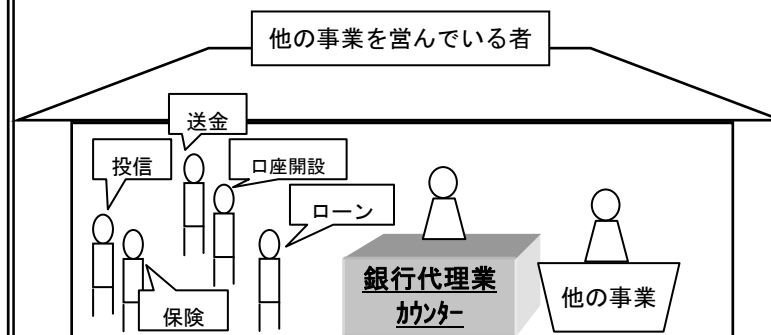 他の事業を営んでいる者
送金
投信
口座開設
ローン
保険
銀行代理業
カウンター
他の事業